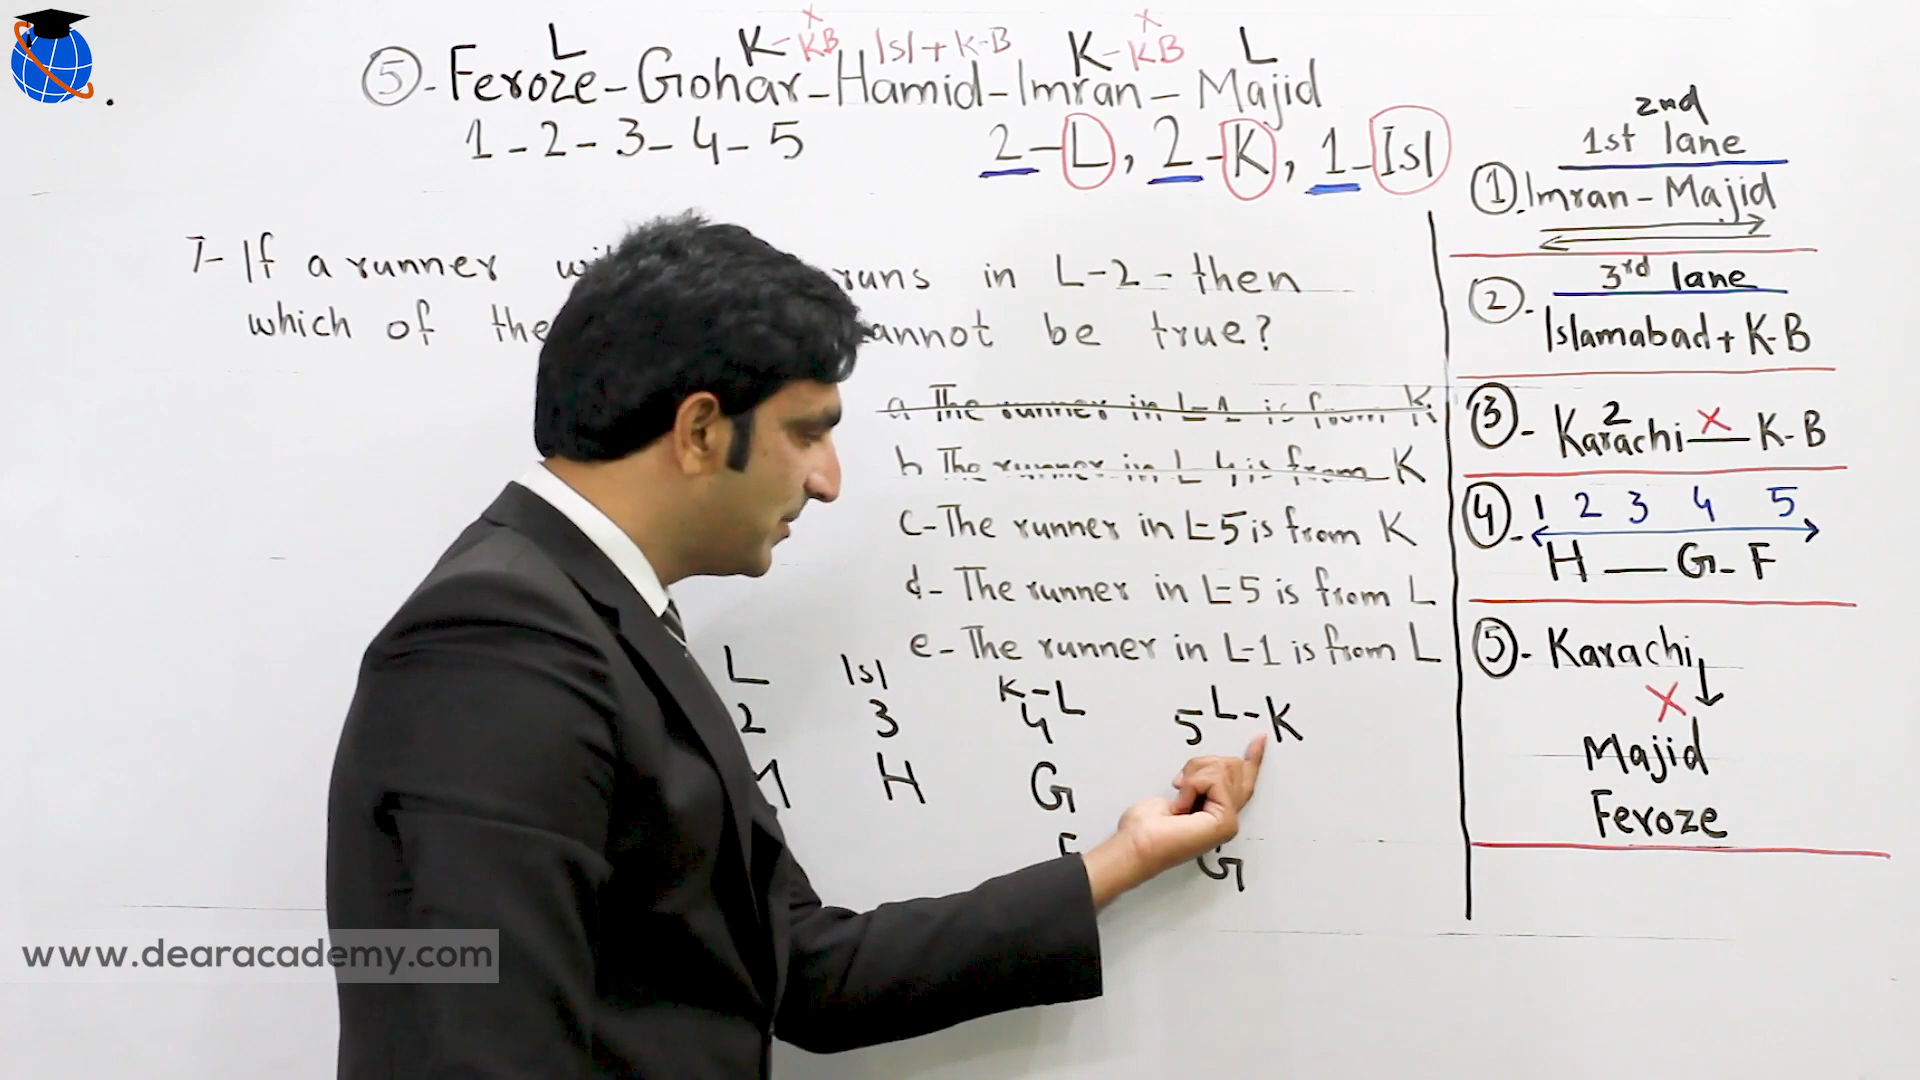 L K-KB x Isl+K-B K-KB x L
5 - Feroze - Gohar - Hamid - Imran - Majid
1 - 2 - 3 - 4 - 5 2 - L, 2 - K, 1 - Isl
7- If a runner runs in L-2 - then
which of the cannot be true?
a The runner in L-1 is from K
b The runner in L-4 is from K
c-The runner in L-5 is from K
d- The runner in L-5 is from L
e- The runner in L-1 is from L
L Isl K-L L-K
2 3 4 5
M H G
F G
2nd
1st lane
1. Imran - Majid
3rd lane
2. Islamabad + K-B
3- Karachi 2 x K-B
4- 1 2 3 4 5
H — G - F
5- Karachi
x
Majid
Feroze
www.dearacademy.com